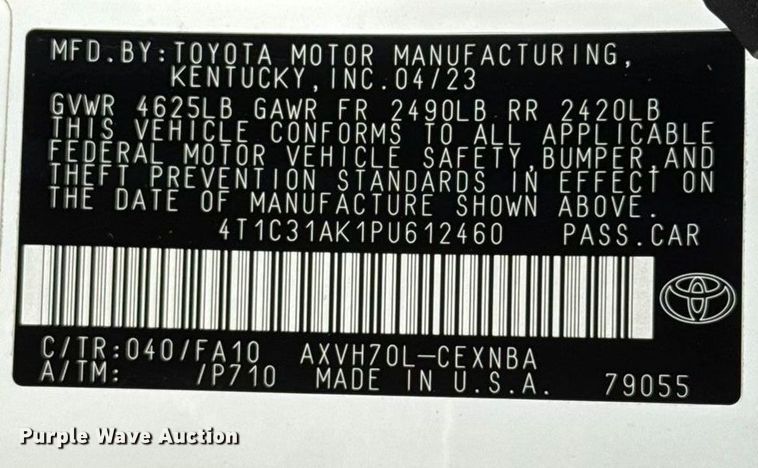 MFD.BY:TOYOTA MOTOR MANUFACTURING,
KENTUCKY,INC.04/23
GVWR 4625LB GAWR FR 2490LB RR 2420LB
THIS VEHICLE CONFORMS TO ALL APPLICABLE
FEDERAL MOTOR VEHICLE SAFETY,BUMPER,AND
THEFT PREVENTION STANDARDS IN EFFECT ON
THE DATE OF MANUFACTURE SHOWN ABOVE.
4T1C31AK1PU612460 PASS.CAR
C/TR:040/FA10 AXVH70L-CEXNBA
A/TM: /P710 MADE IN U.S.A. 79055
Purple Wave Auction